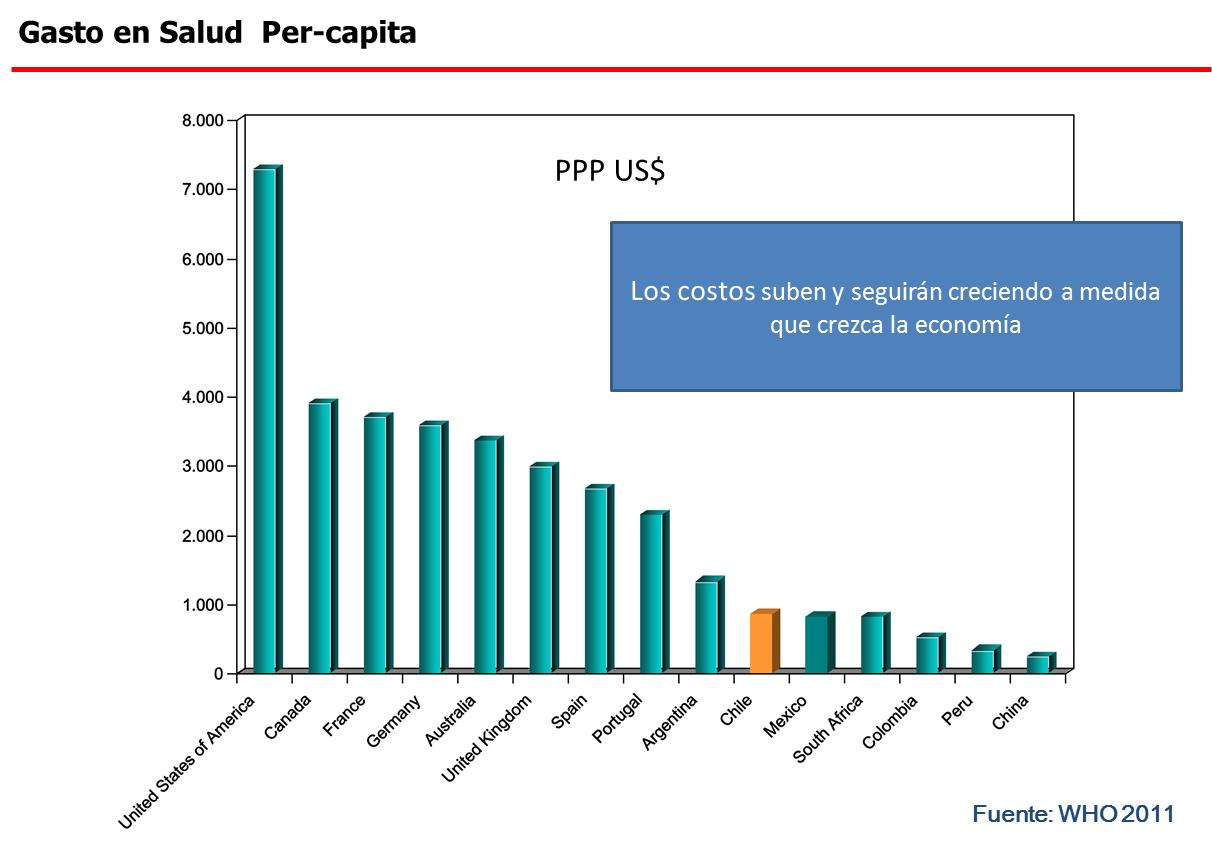 Gasto en Salud Per-capita
8.000
7.000
6.000
5.000
4.000
3.000
2.000
1.000
0
PPP US$
Los costos suben y seguirán creciendo a medida
que crezca la economía
United States of America
Canada
France
Germany
Australia
United Kingdom
Spain
Portugal
Argentina
Chile
Mexico
South Africa
Colombia
Peru
China
Fuente: WHO 2011